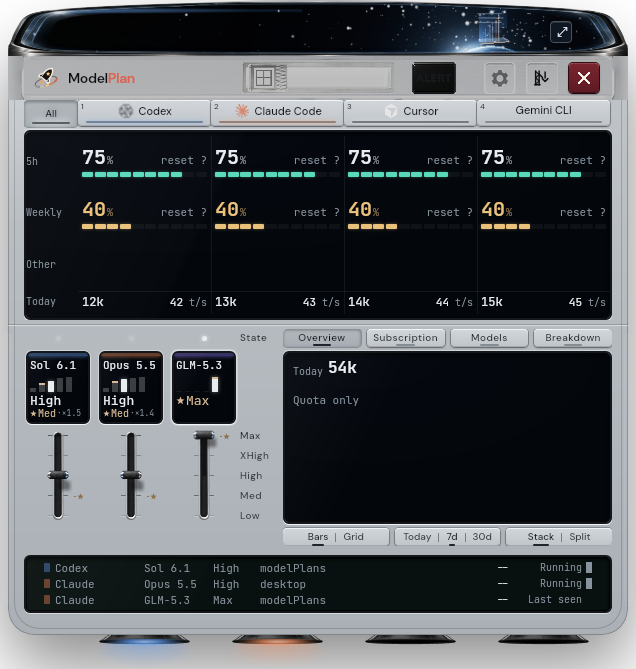 ModelPlan
ALERT
All
1 Codex
2 Claude Code
3 Cursor
4 Gemini CLI
5h 75% reset ? 75% reset ? 75% reset ? 75% reset ?
Weekly 40% reset ? 40% reset ? 40% reset ? 40% reset ?
Other
Today 12k 42 t/s 13k 43 t/s 14k 44 t/s 15k 45 t/s
State
Overview Subscription Models Breakdown
Sol 6.1 Opus 5.5 GLM-5.3
High High ★Max
★Med·×1.5 ★Med·×1.4
Today 54k
Quota only
Max
XHigh
High
Med
Low
Bars | Grid Today | 7d | 30d Stack | Split
Codex Sol 6.1 High modelPlans —— Running
Claude Opus 5.5 High desktop —— Running
Claude GLM-5.3 Max modelPlans —— Last seen